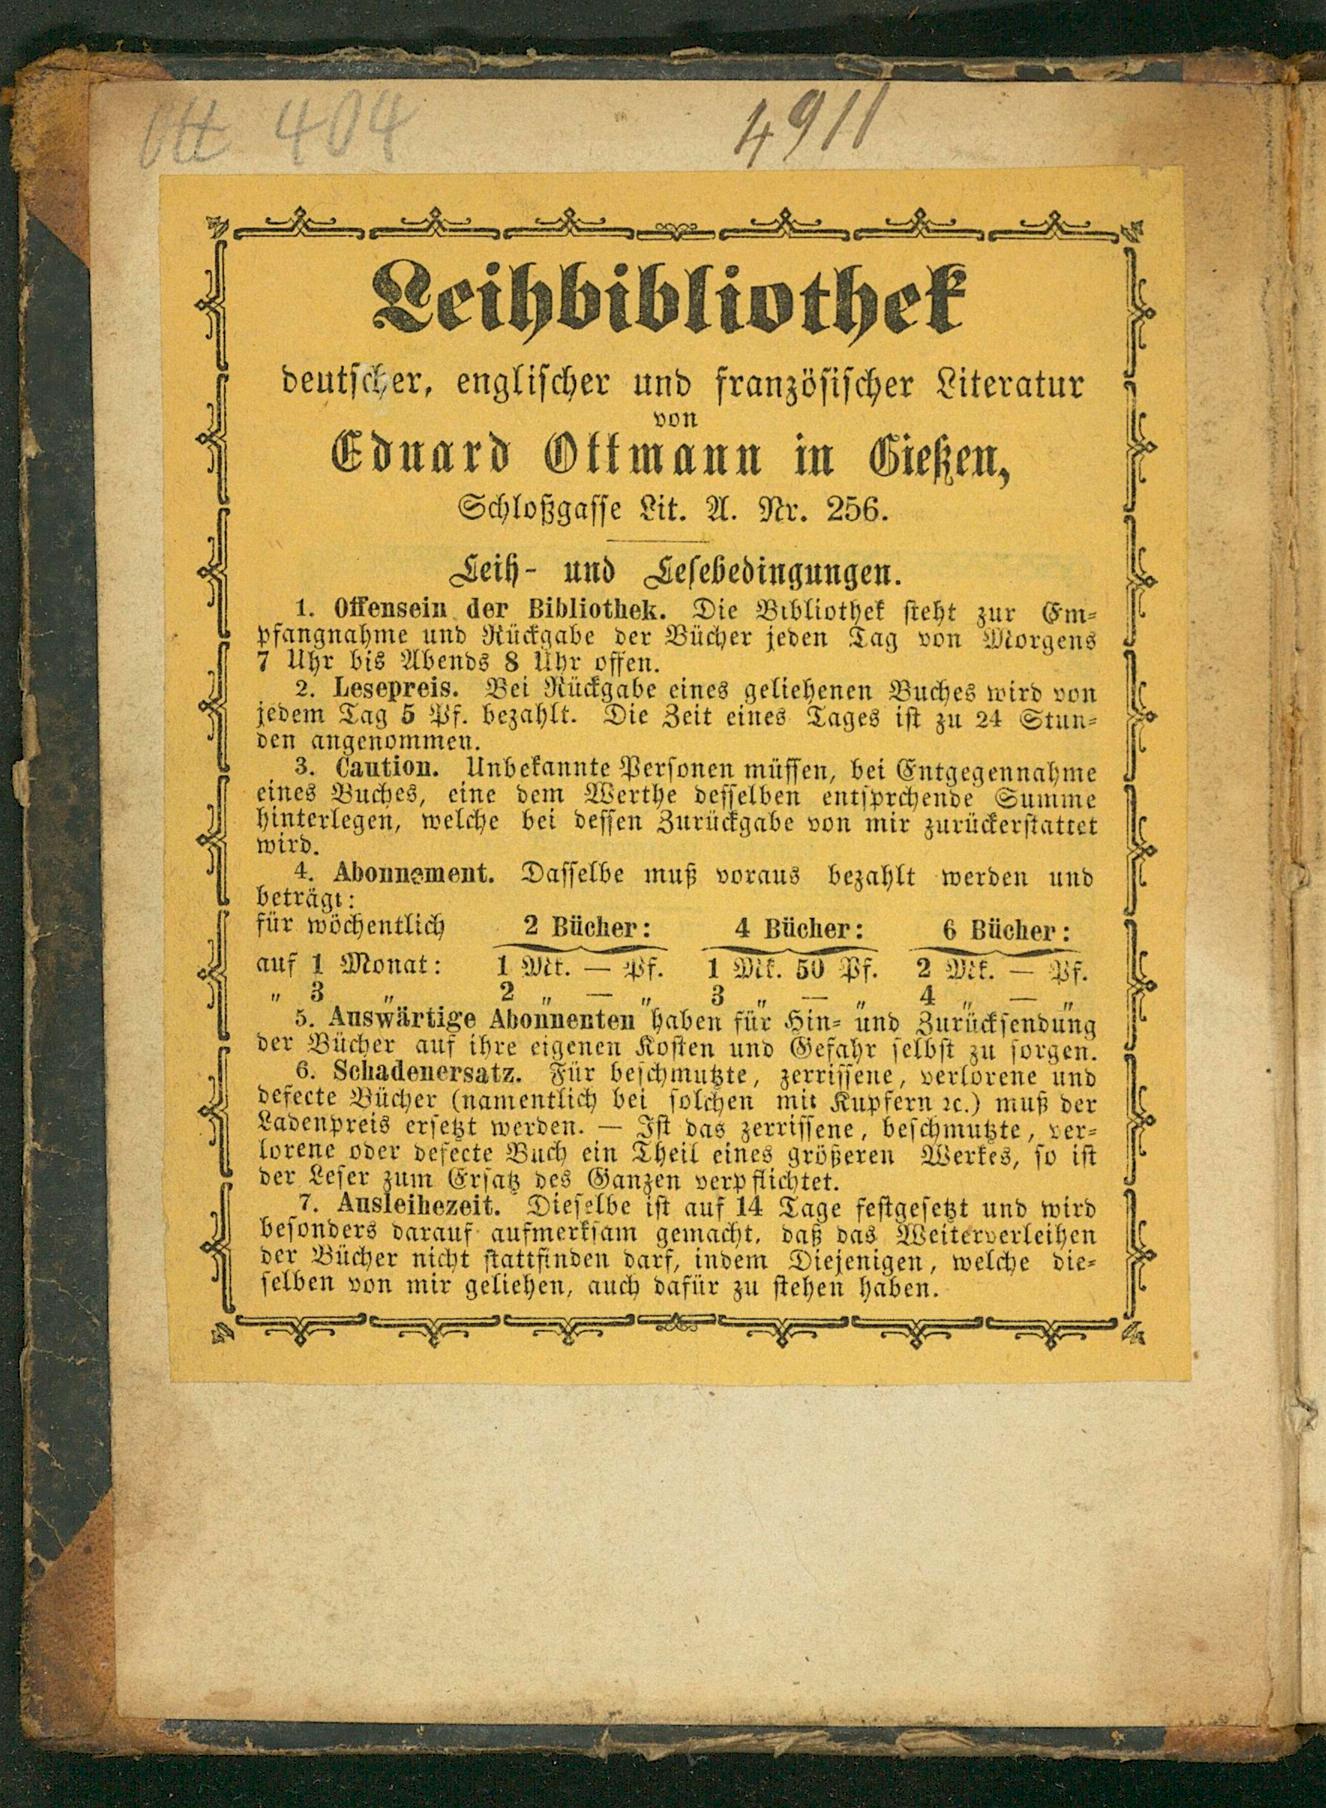 Ott 404
4911
Leihbibliothek
deutscher, englischer und französischer Literatur
von
Eduard Ottmann in Gießen,
Schloßgasse Lit. A. Nr. 256.
Leih- und Lesebedingungen.
1. Offensein der Bibliothek. Die Bibliothek steht zur Em-
pfangnahme und Rückgabe der Bücher jeden Tag von Morgens
7 Uhr bis Abends 8 Uhr offen.
2. Lesepreis. Bei Rückgabe eines geliehenen Buches wird von
jedem Tag 5 Pf. bezahlt. Die Zeit eines Tages ist zu 24 Stun-
den angenommen.
3. Caution. Unbekannte Personen müssen, bei Entgegennahme
eines Buches, eine dem Werthe desselben entsprchende Summe
hinterlegen, welche bei dessen Zurückgabe von mir zurückerstattet
wird.
4. Abonnement. Dasselbe muß voraus bezahlt werden und
beträgt:
für wöchentlich 2 Bücher: 4 Bücher: 6 Bücher:
auf 1 Monat: 1 Mk. — Pf. 1 Mk. 50 Pf. 2 Mk. — Pf.
„ 3 „ 2 „ — „ 3 „ — „ 4 „ — „
5. Auswärtige Abonnenten haben für Hin- und Zurücksendung
der Bücher auf ihre eigenen Kosten und Gefahr selbst zu sorgen.
6. Schadenersatz. Für beschmutzte, zerrissene, verlorene und
defecte Bücher (namentlich bei solchen mit Kupfern ꝛc.) muß der
Ladenpreis ersetzt werden. — Ist das zerrissene, beschmutzte, ver-
lorene oder defecte Buch ein Theil eines größeren Werkes, so ist
der Leser zum Ersatz des Ganzen verpflichtet.
7. Ausleihezeit. Dieselbe ist auf 14 Tage festgesetzt und wird
besonders darauf aufmerksam gemacht, daß das Weiterverleihen
der Bücher nicht stattfinden darf, indem Diejenigen, welche die-
selben von mir geliehen, auch dafür zu stehen haben.